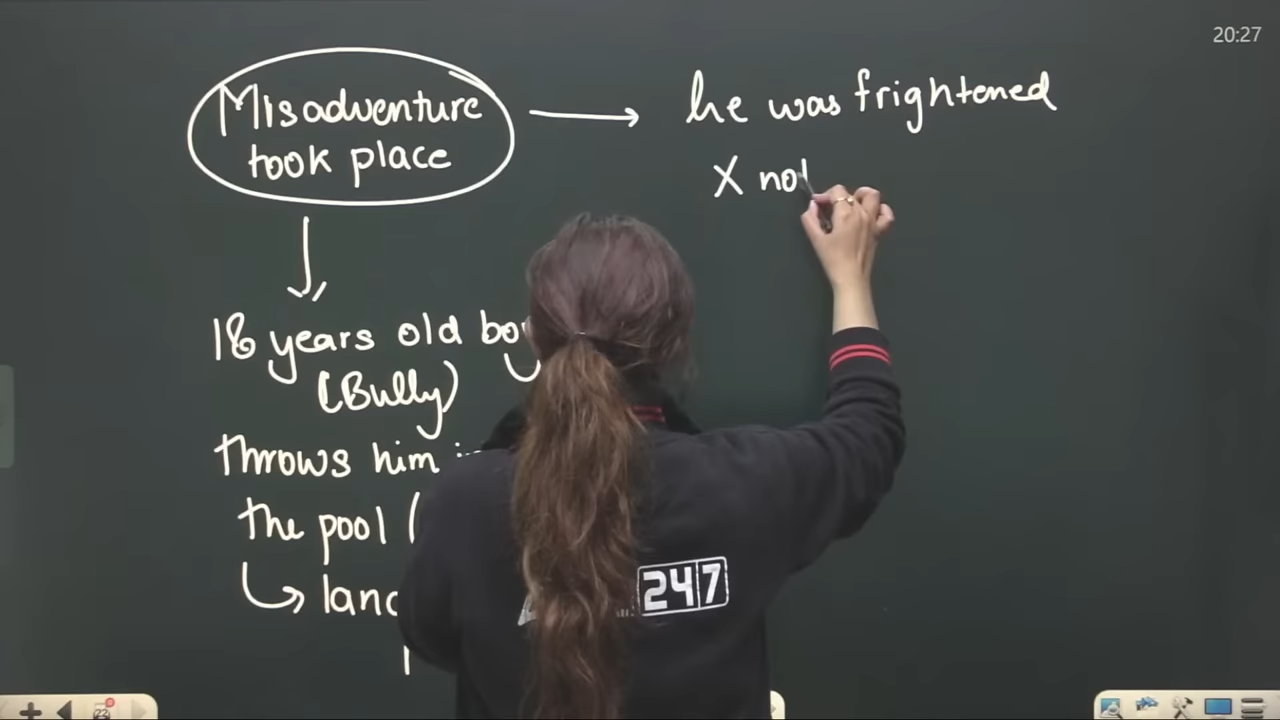 20:27
Misadventure
took place
he was frightened
X not
18 years old boy
(Bully)
throws him
the pool (
247